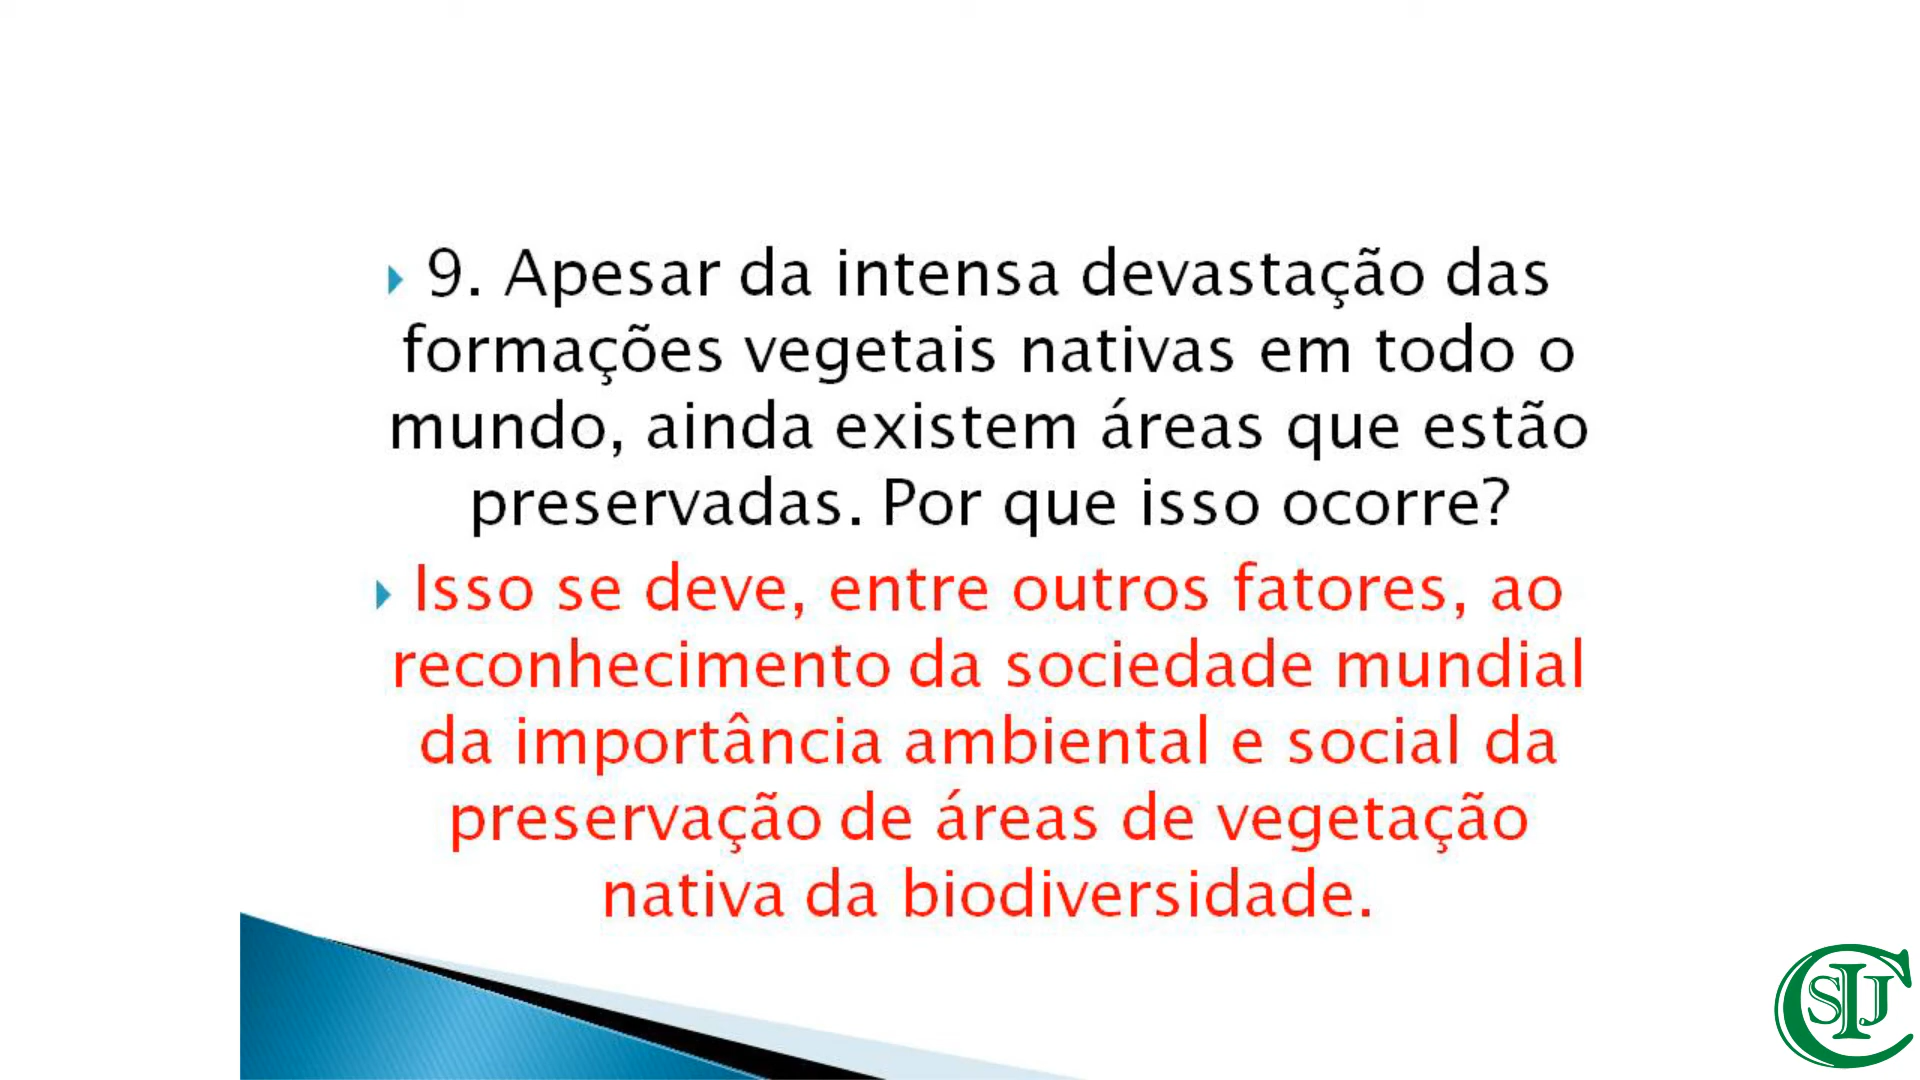 9. Apesar da intensa devastação das
formações vegetais nativas em todo o
mundo, ainda existem áreas que estão
preservadas. Por que isso ocorre?
Isso se deve, entre outros fatores, ao
reconhecimento da sociedade mundial
da importância ambiental e social da
preservação de áreas de vegetação
nativa da biodiversidade.
CSIJ